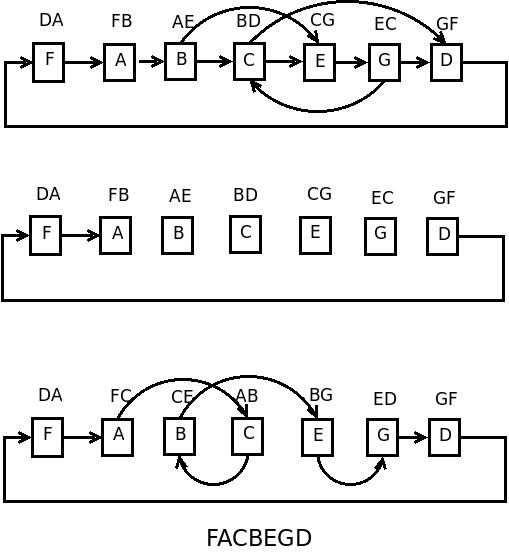 DA FB AE BD CG EC GF
F A B C E G D
DA FB AE BD CG EC GF
F A B C E G D
DA FC CE AB BG ED GF
F A B C E G D
FACBEGD